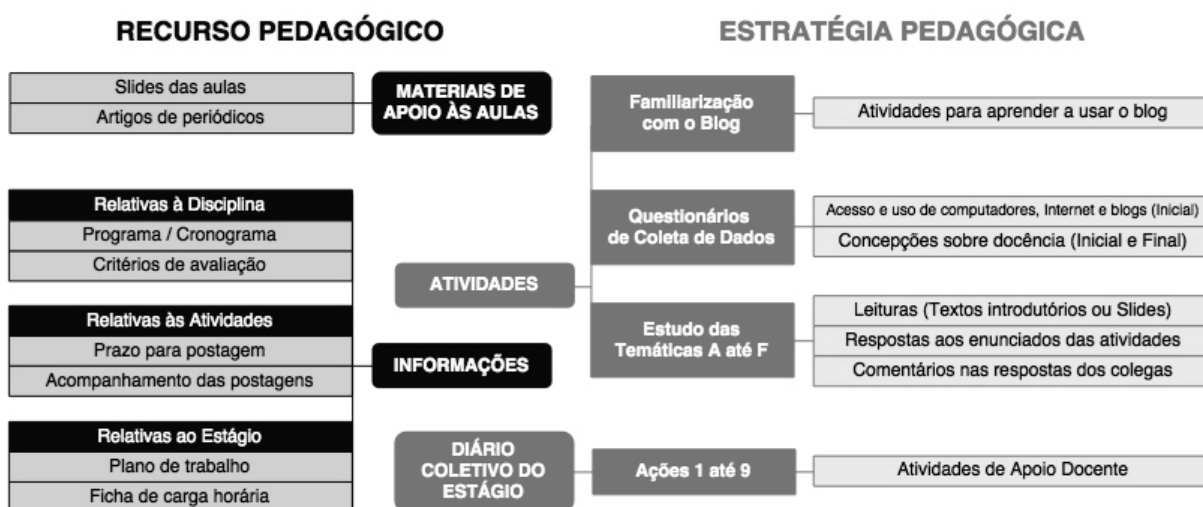 RECURSO PEDAGÓGICO
Slides das aulas
Artigos de periódicos
MATERIAIS DE
APOIO ÀS AULAS
Relativas à Disciplina
Programa / Cronograma
Critérios de avaliação
Relativas às Atividades
Prazo para postagem
Acompanhamento das postagens
INFORMAÇÕES
Relativas ao Estágio
Plano de trabalho
Ficha de carga horária
ESTRATÉGIA PEDAGÓGICA
ATIVIDADES
Familiarização
com o Blog
Atividades para aprender a usar o blog
Questionários
de Coleta de Dados
Acesso e uso de computadores, Internet e blogs (Inicial)
Concepções sobre docência (Inicial e Final)
Estudo das
Temáticas A até F
Leituras (Textos introdutórios ou Slides)
Respostas aos enunciados das atividades
Comentários nas respostas dos colegas
DIÁRIO
COLETIVO DO
ESTÁGIO
Ações 1 até 9
Atividades de Apoio Docente